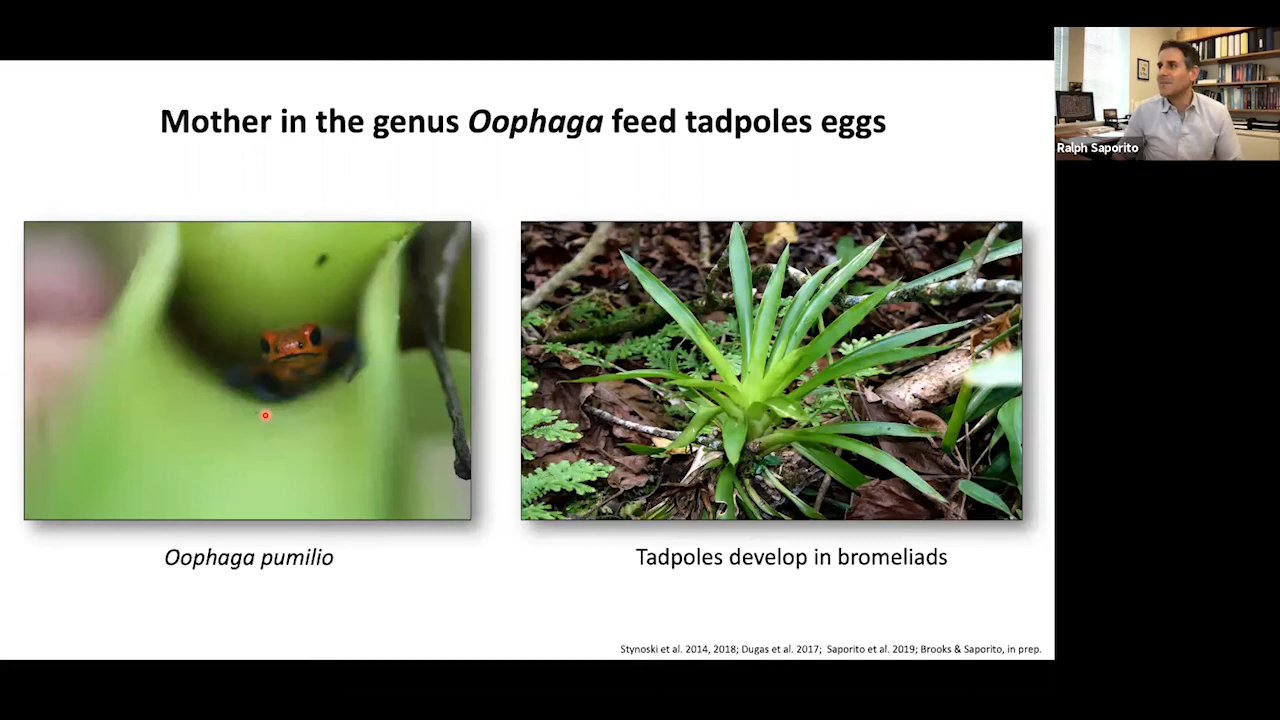 Mother in the genus Oophaga feed tadpoles eggs
Ralph Saporito
Oophaga pumilio
Tadpoles develop in bromeliads
Stynoski et al. 2014, 2018; Dugas et al. 2017; Saporito et al. 2019; Brooks & Saporito, in prep.